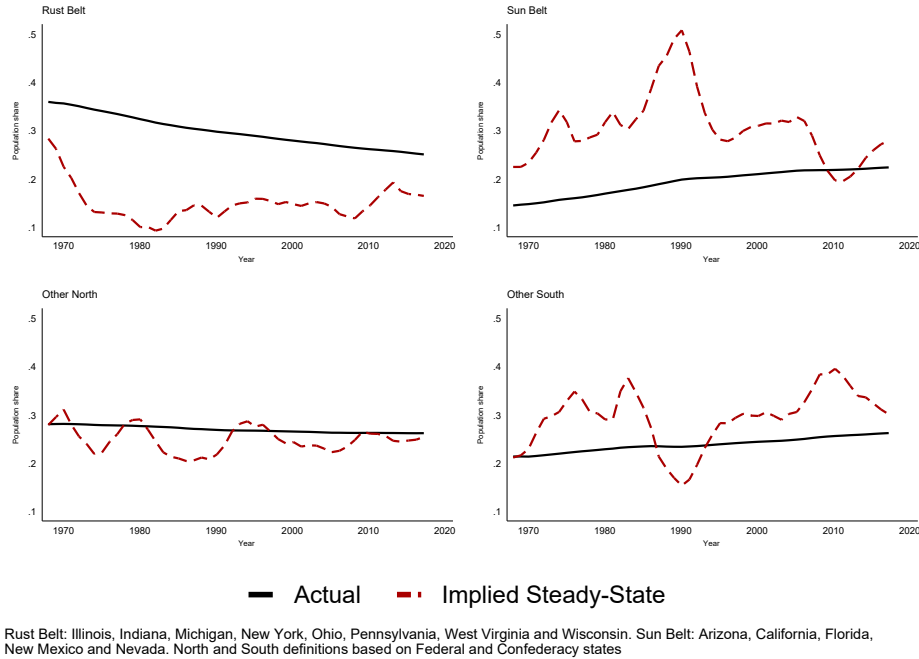 Rust Belt
.5
.4
.3
.2
.1
Population share
1970
1980
1990
2000
2010
2020
Year
Sun Belt
.5
.4
.3
.2
.1
Population share
1970
1980
1990
2000
2010
2020
Year
Other North
.5
.4
.3
.2
.1
Population share
1970
1980
1990
2000
2010
2020
Year
Other South
.5
.4
.3
.2
.1
Population share
1970
1980
1990
2000
2010
2020
Year
Actual
Implied Steady-State
Rust Belt: Illinois, Indiana, Michigan, New York, Ohio, Pennsylvania, West Virginia and Wisconsin. Sun Belt: Arizona, California, Florida,
New Mexico and Nevada. North and South definitions based on Federal and Confederacy states